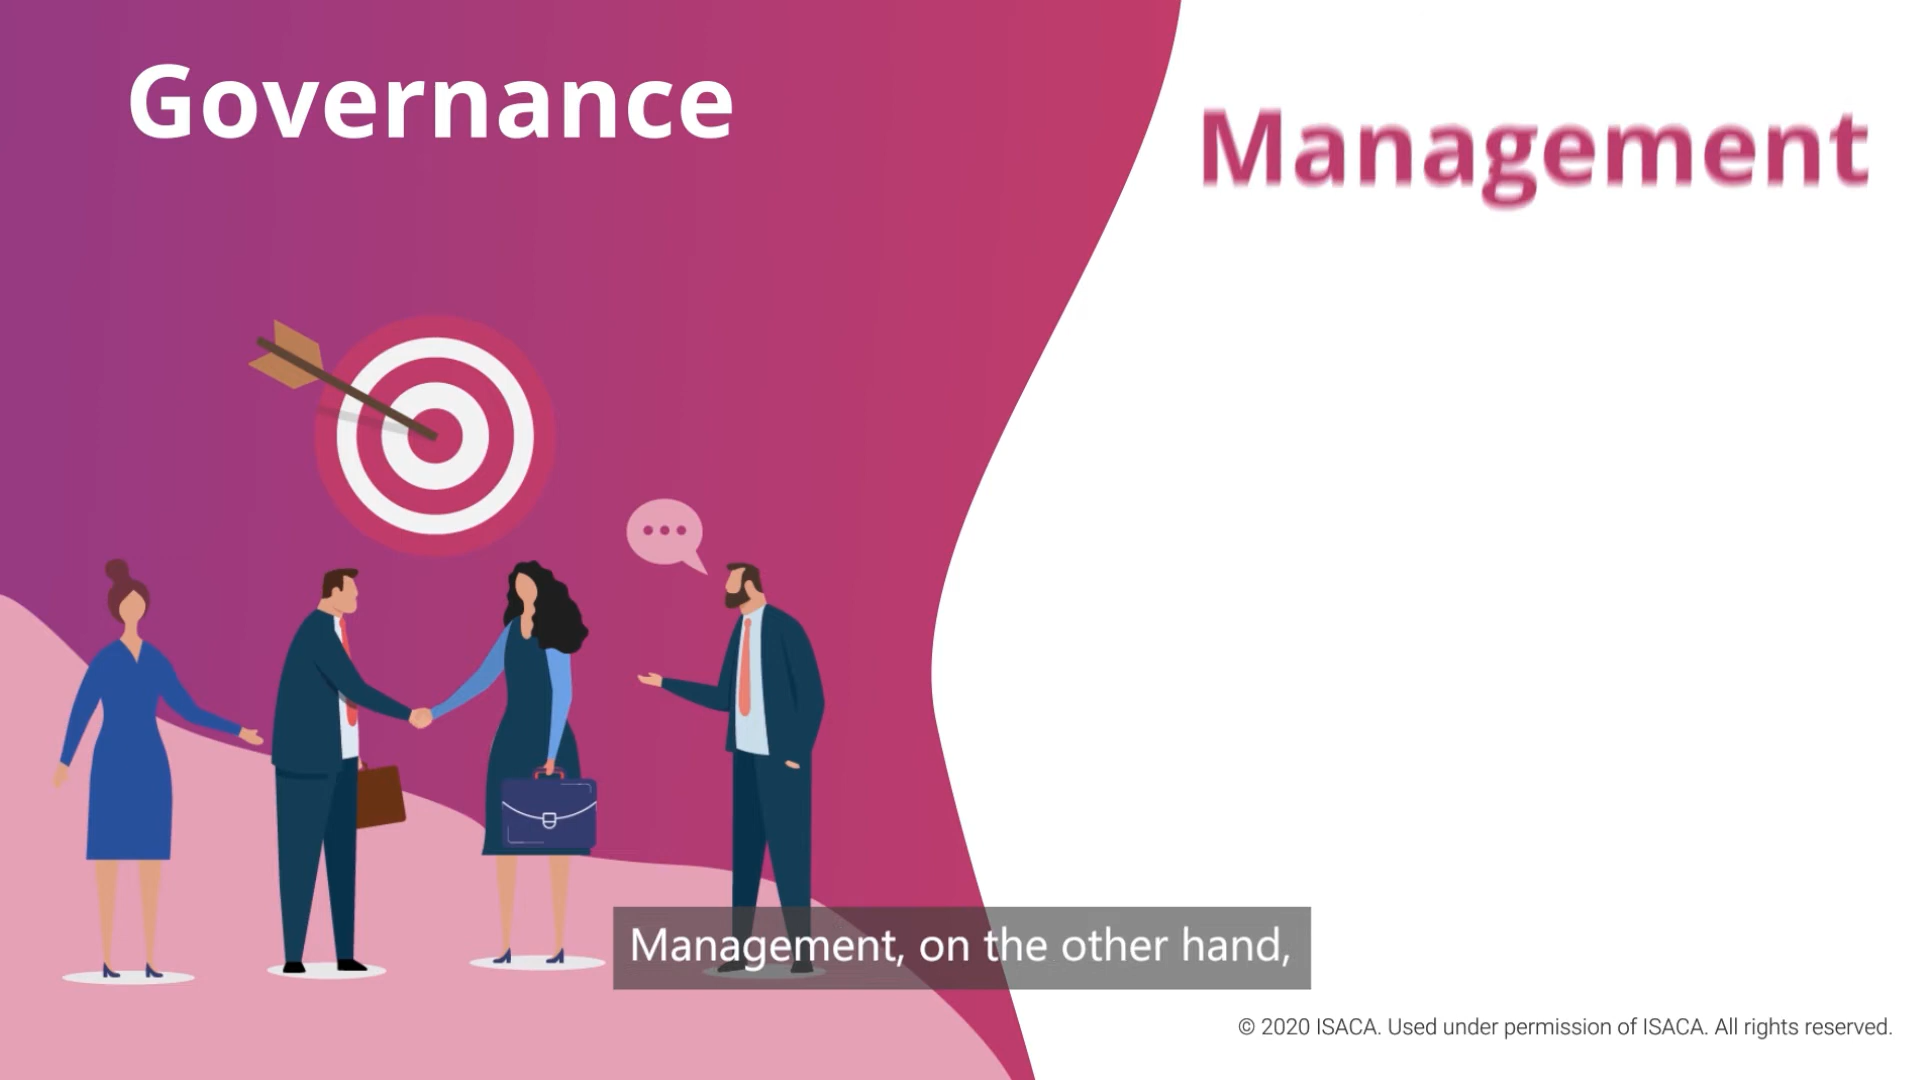 Governance
Management
Management, on the other hand,
© 2020 ISACA. Used under permission of ISACA. All rights reserved.